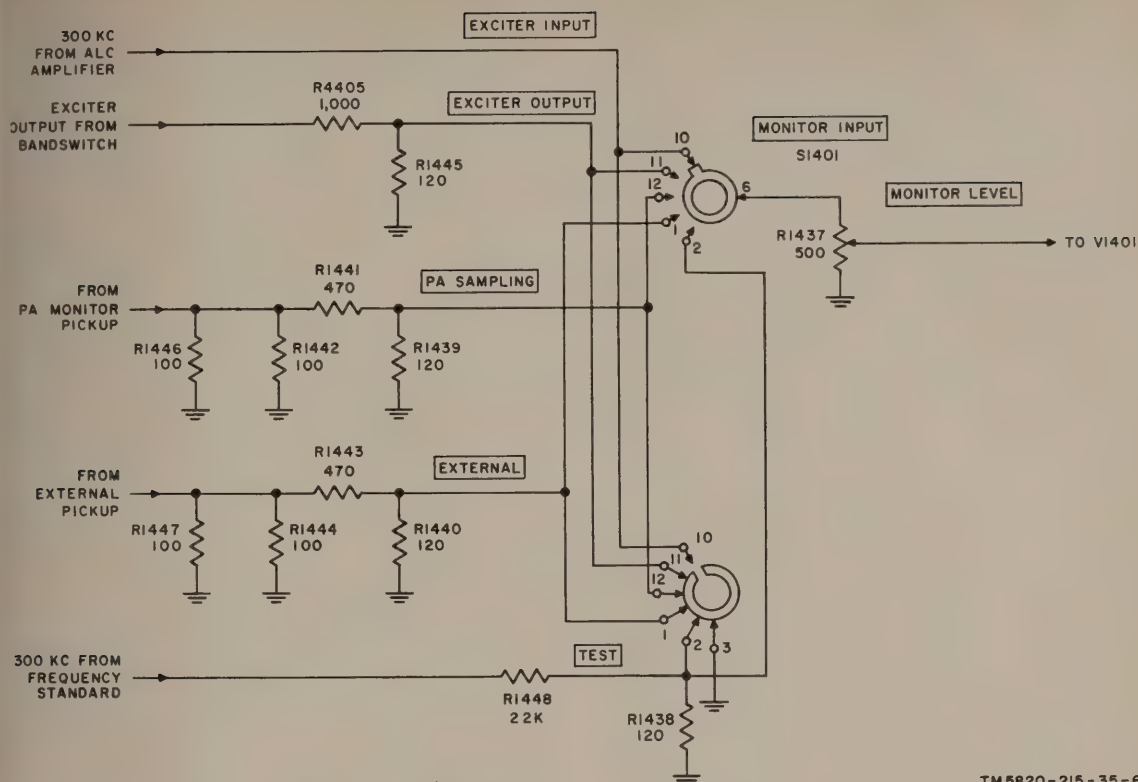 EXCITER INPUT
300 KC
FROM ALC
AMPLIFIER
R4405
1,000
EXCITER OUTPUT
EXCITER
OUTPUT FROM
BANDSWITCH
R1445
120
MONITOR INPUT
S1401
10
11
12
1
2
6
MONITOR LEVEL
R1437
500
TO V1401
R1441
470
PA SAMPLING
FROM
PA MONITOR
PICKUP
R1446
100
R1442
100
R1439
120
R1443
470
EXTERNAL
FROM
EXTERNAL
PICKUP
R1447
100
R1444
100
R1440
120
10
11
12
1
2
3
TEST
300 KC FROM
FREQUENCY
STANDARD
R1448
22K
R1438
120